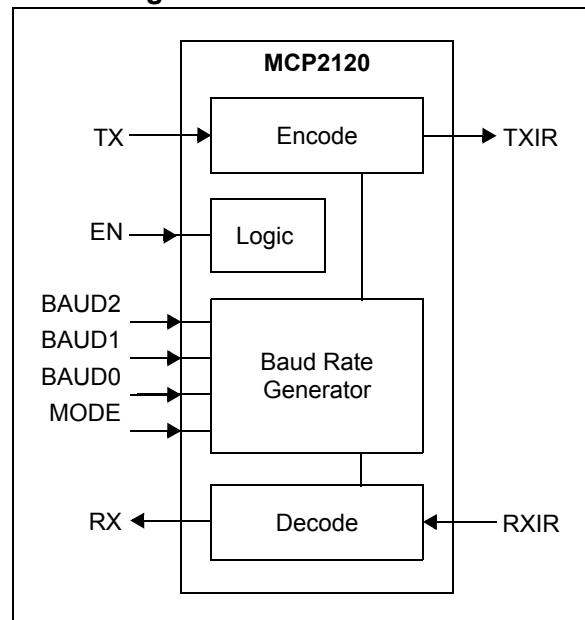 MCP2120
TX
Encode
TXIR
EN
Logic
BAUD2
BAUD1
BAUD0
MODE
Baud Rate
Generator
RX
Decode
RXIR